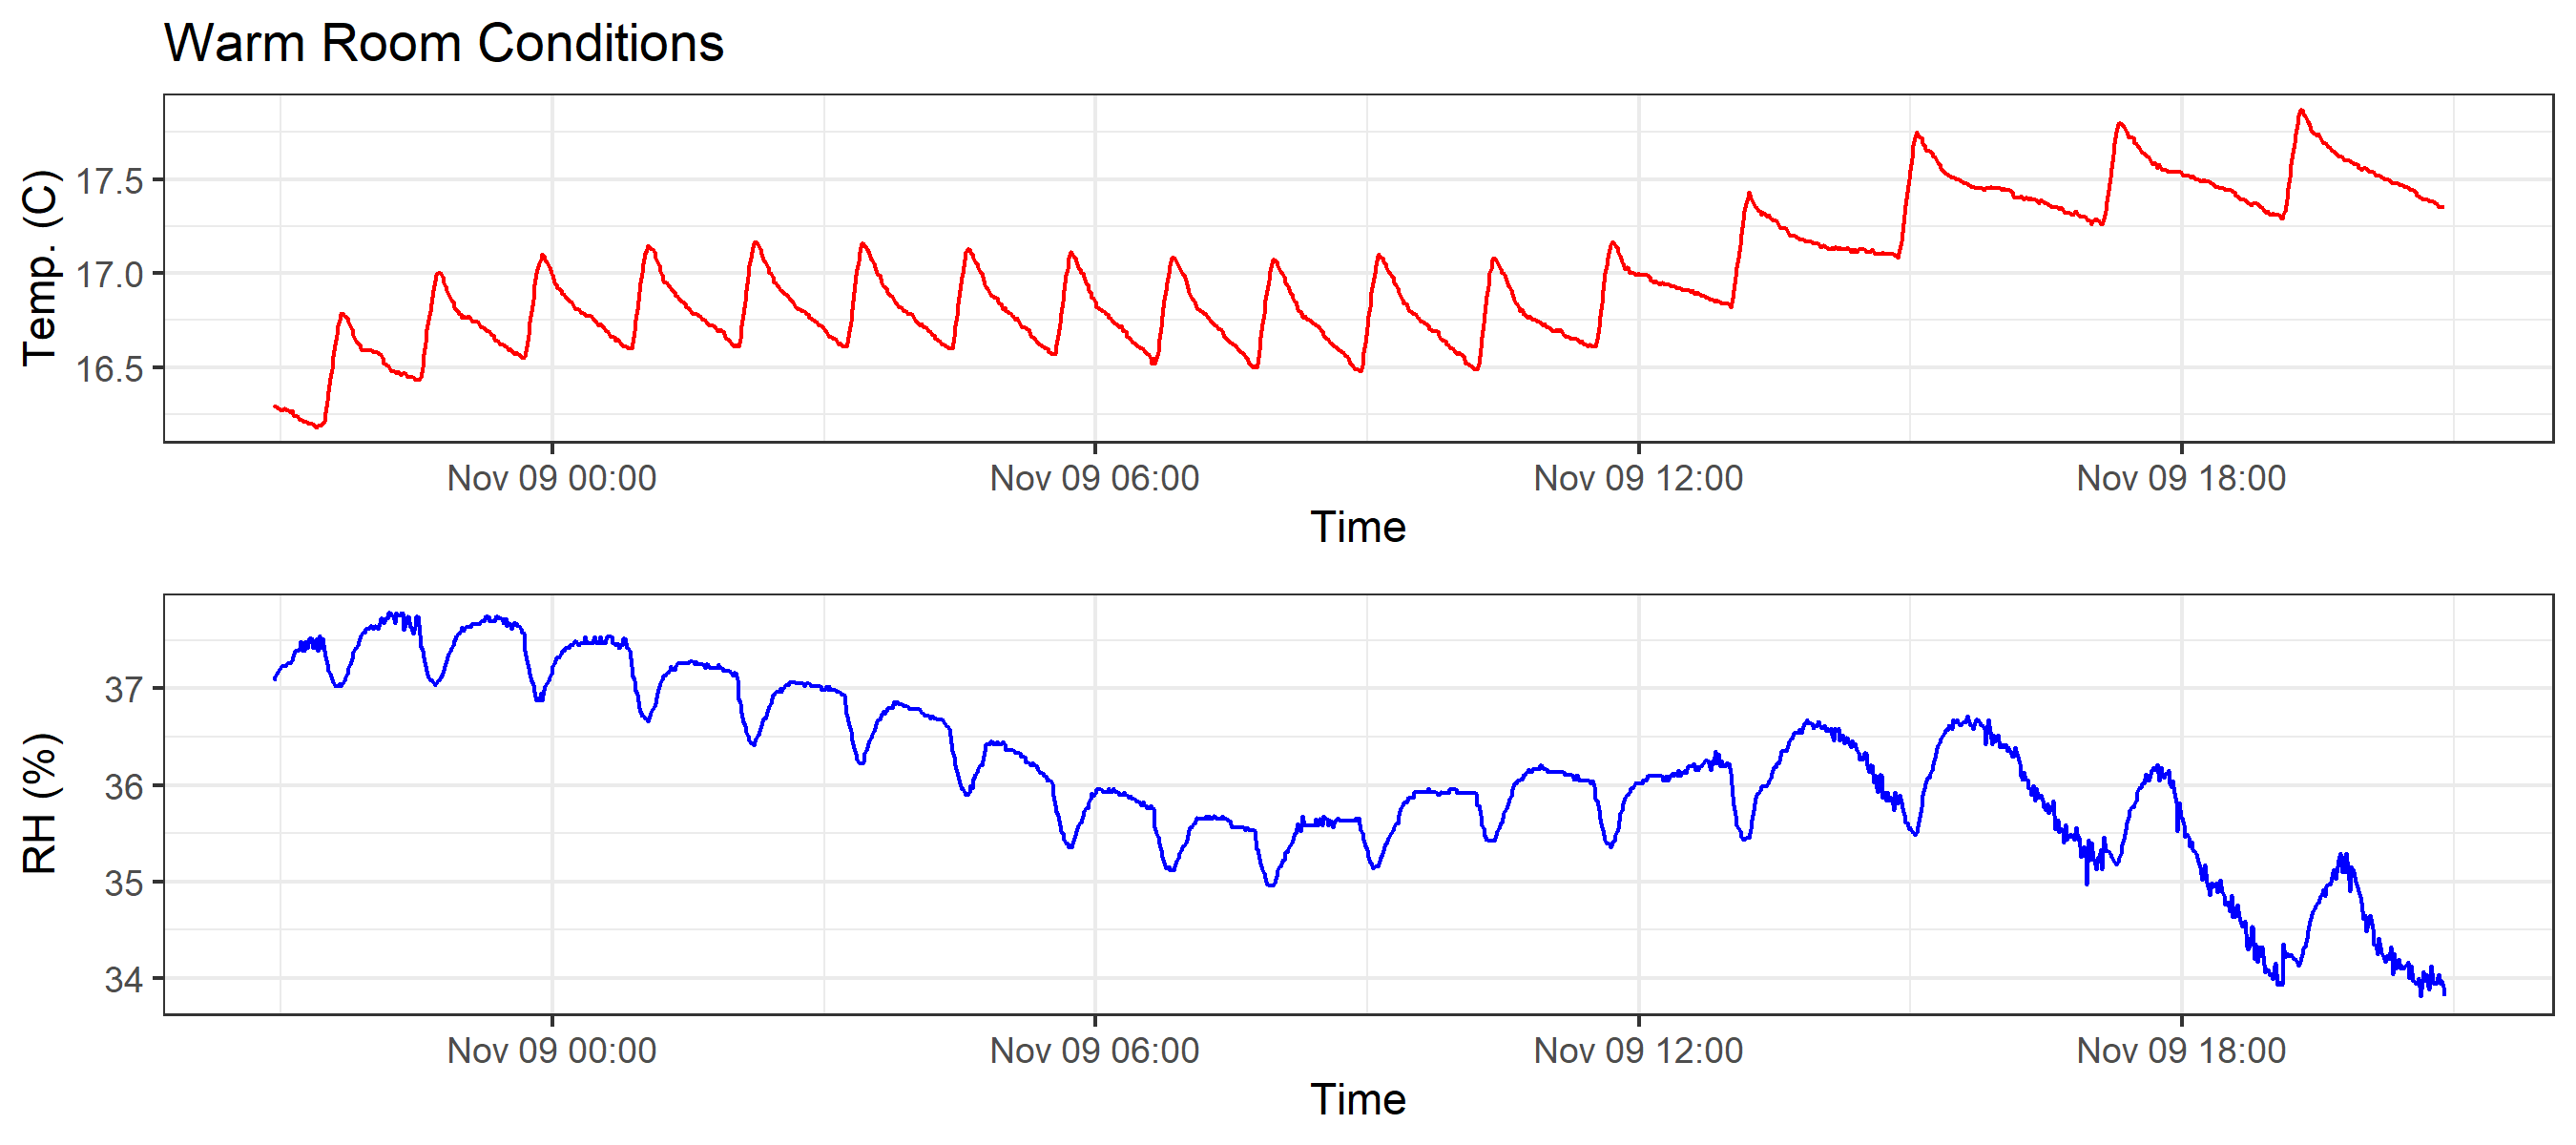 Warm Room Conditions
Temp. (C)
17.5
17.0
16.5
Nov 09 00:00 Nov 09 06:00 Nov 09 12:00 Nov 09 18:00
Time
RH (%)
37
36
35
34
Nov 09 00:00 Nov 09 06:00 Nov 09 12:00 Nov 09 18:00
Time